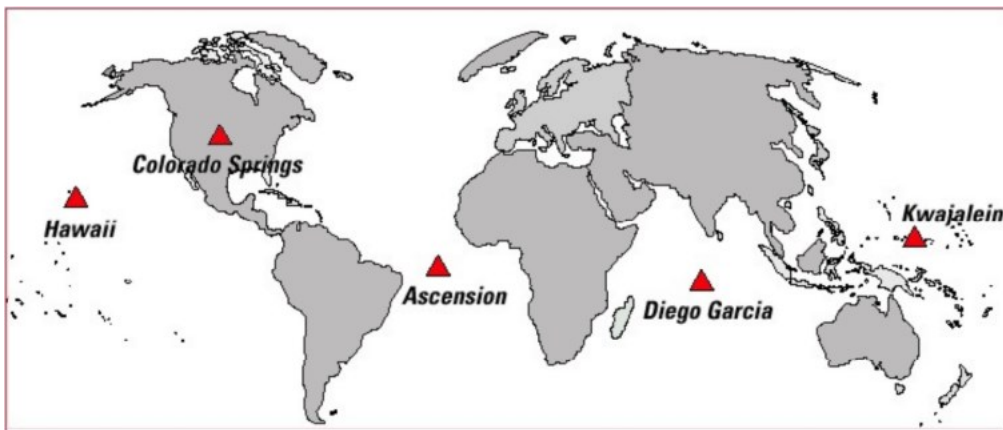 Colorado Springs
Hawaii
Kwajalein
Ascension
Diego Garcia